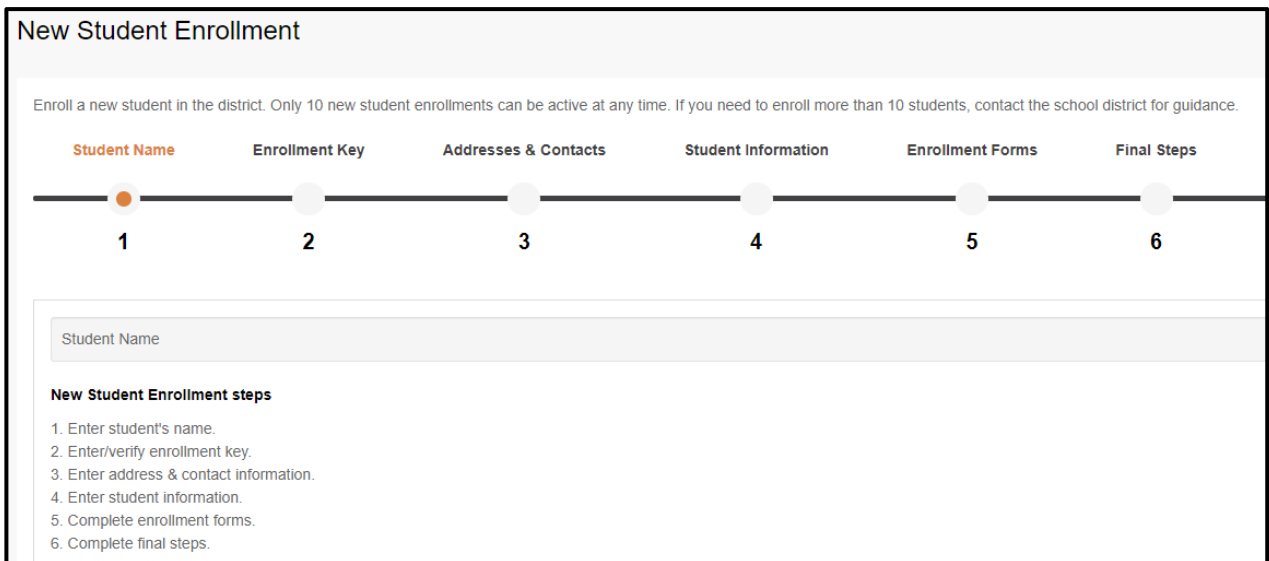 New Student Enrollment
Enroll a new student in the district. Only 10 new student enrollments can be active at any time. If you need to enroll more than 10 students, contact the school district for guidance.
Student Name Enrollment Key Addresses & Contacts Student Information Enrollment Forms Final Steps
1 2 3 4 5 6
Student Name
New Student Enrollment steps
1. Enter student's name.
2. Enter/verify enrollment key.
3. Enter address & contact information.
4. Enter student information.
5. Complete enrollment forms.
6. Complete final steps.